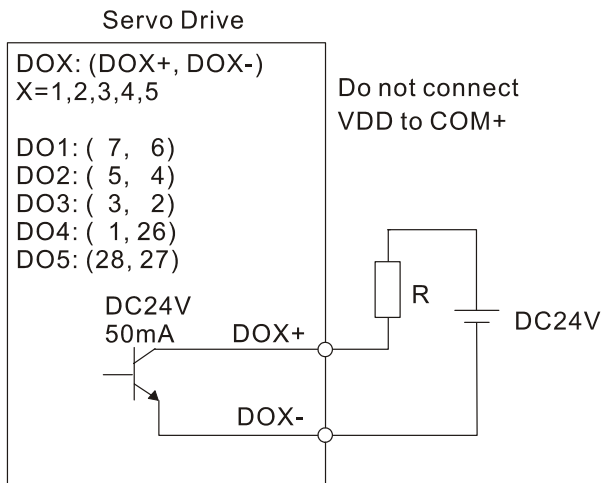 Servo Drive
DOX: (DOX+, DOX-)
X=1,2,3,4,5
Do not connect
VDD to COM+
DO1: ( 7, 6)
DO2: ( 5, 4)
DO3: ( 3, 2)
DO4: ( 1, 26)
DO5: (28, 27)
DC24V
50mA
DOX+
R
DC24V
DOX-